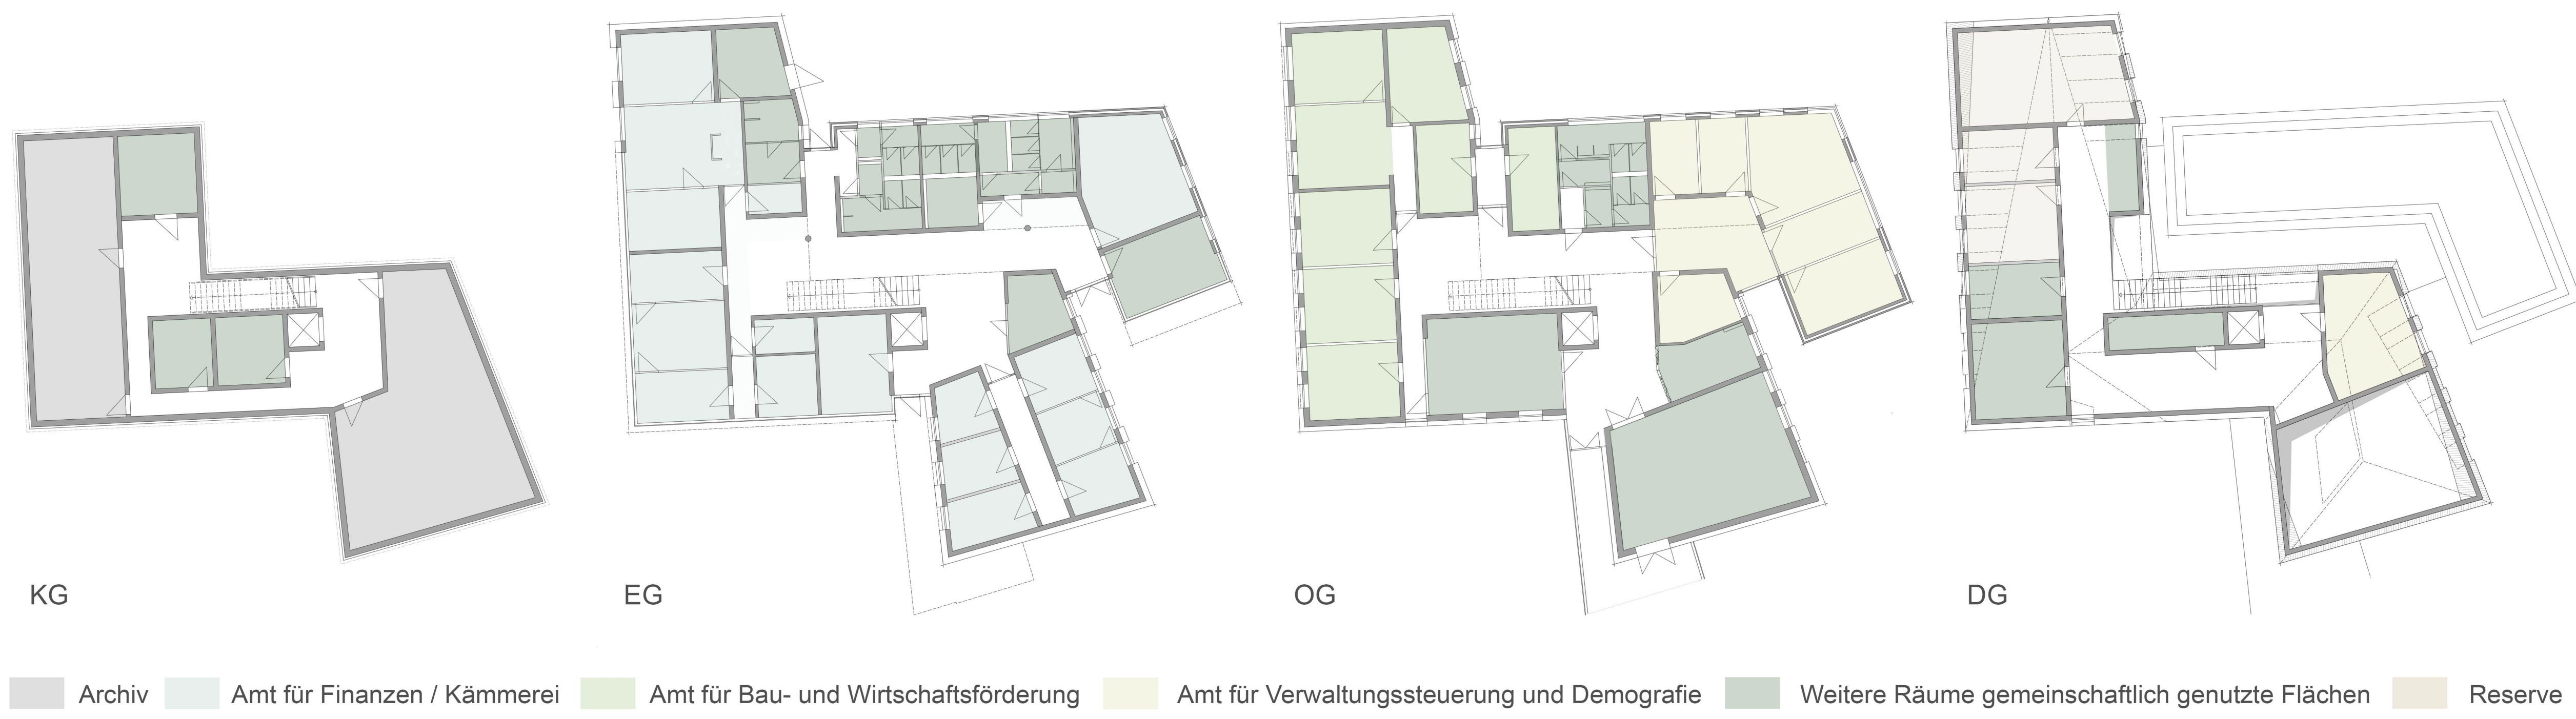 KG EG OG DG
Archiv Amt für Finanzen / Kämmerei Amt für Bau- und Wirtschaftsförderung Amt für Verwaltungssteuerung und Demografie Weitere Räume gemeinschaftlich genutzte Flächen Reserve